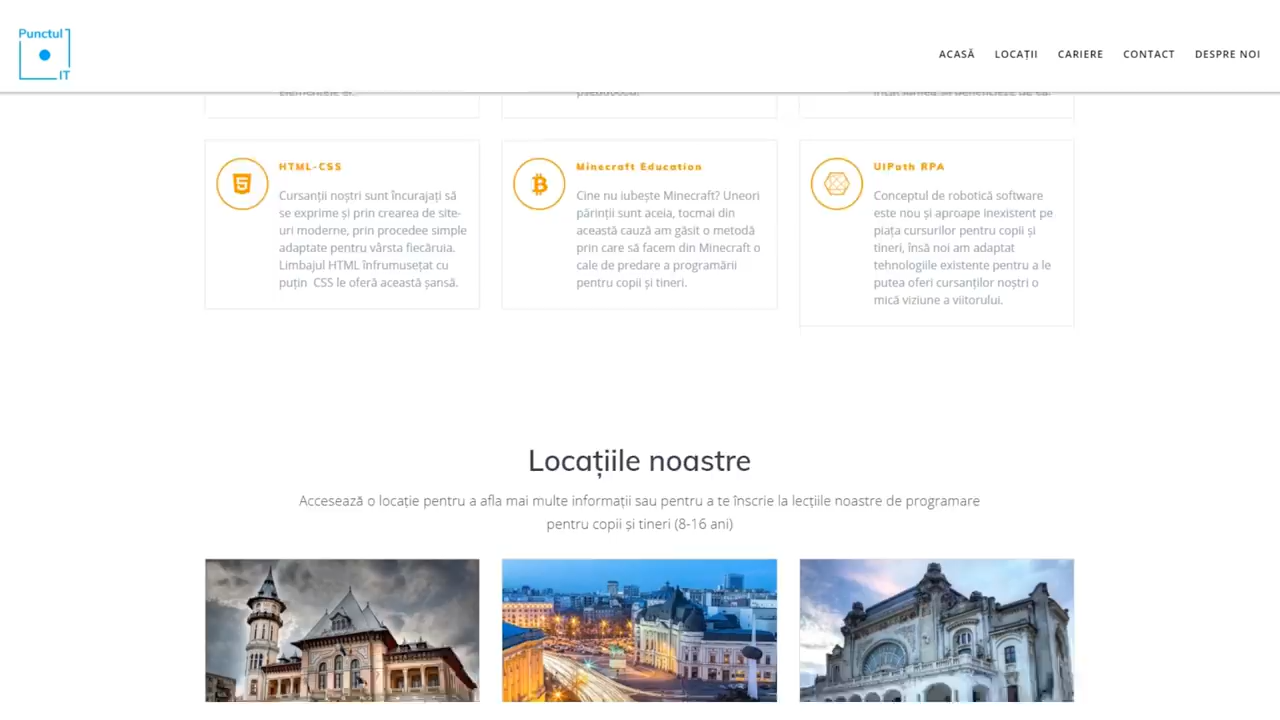 Punctul
IT
ACASĂ
LOCAȚII
CARIERE
CONTACT
DESPRE NOI
HTML-CSS
Cursanții noștri sunt încurajați să
se exprime și prin crearea de site-
uri moderne, prin procedee simple
adaptate pentru vârsta fiecăruia.
Limbajul HTML înfrumusețat cu
puțin CSS le oferă această șansă.
Minecraft Education
Cine nu iubește Minecraft? Uneori
părinții sunt aceia, tocmai din
această cauză am găsit o metodă
prin care să facem din Minecraft o
cale de predare a programării
pentru copii și tineri.
UIPath RPA
Conceptul de robotică software
este nou și aproape inexistent pe
piața cursurilor pentru copii și
tineri, însă noi am adaptat
tehnologiile existente pentru a le
putea oferi cursanților noștri o
mică viziune a viitorului.
Locațiile noastre
Accesează o locație pentru a afla mai multe informații sau pentru a te înscrie la lecțiile noastre de programare
pentru copii și tineri (8-16 ani)